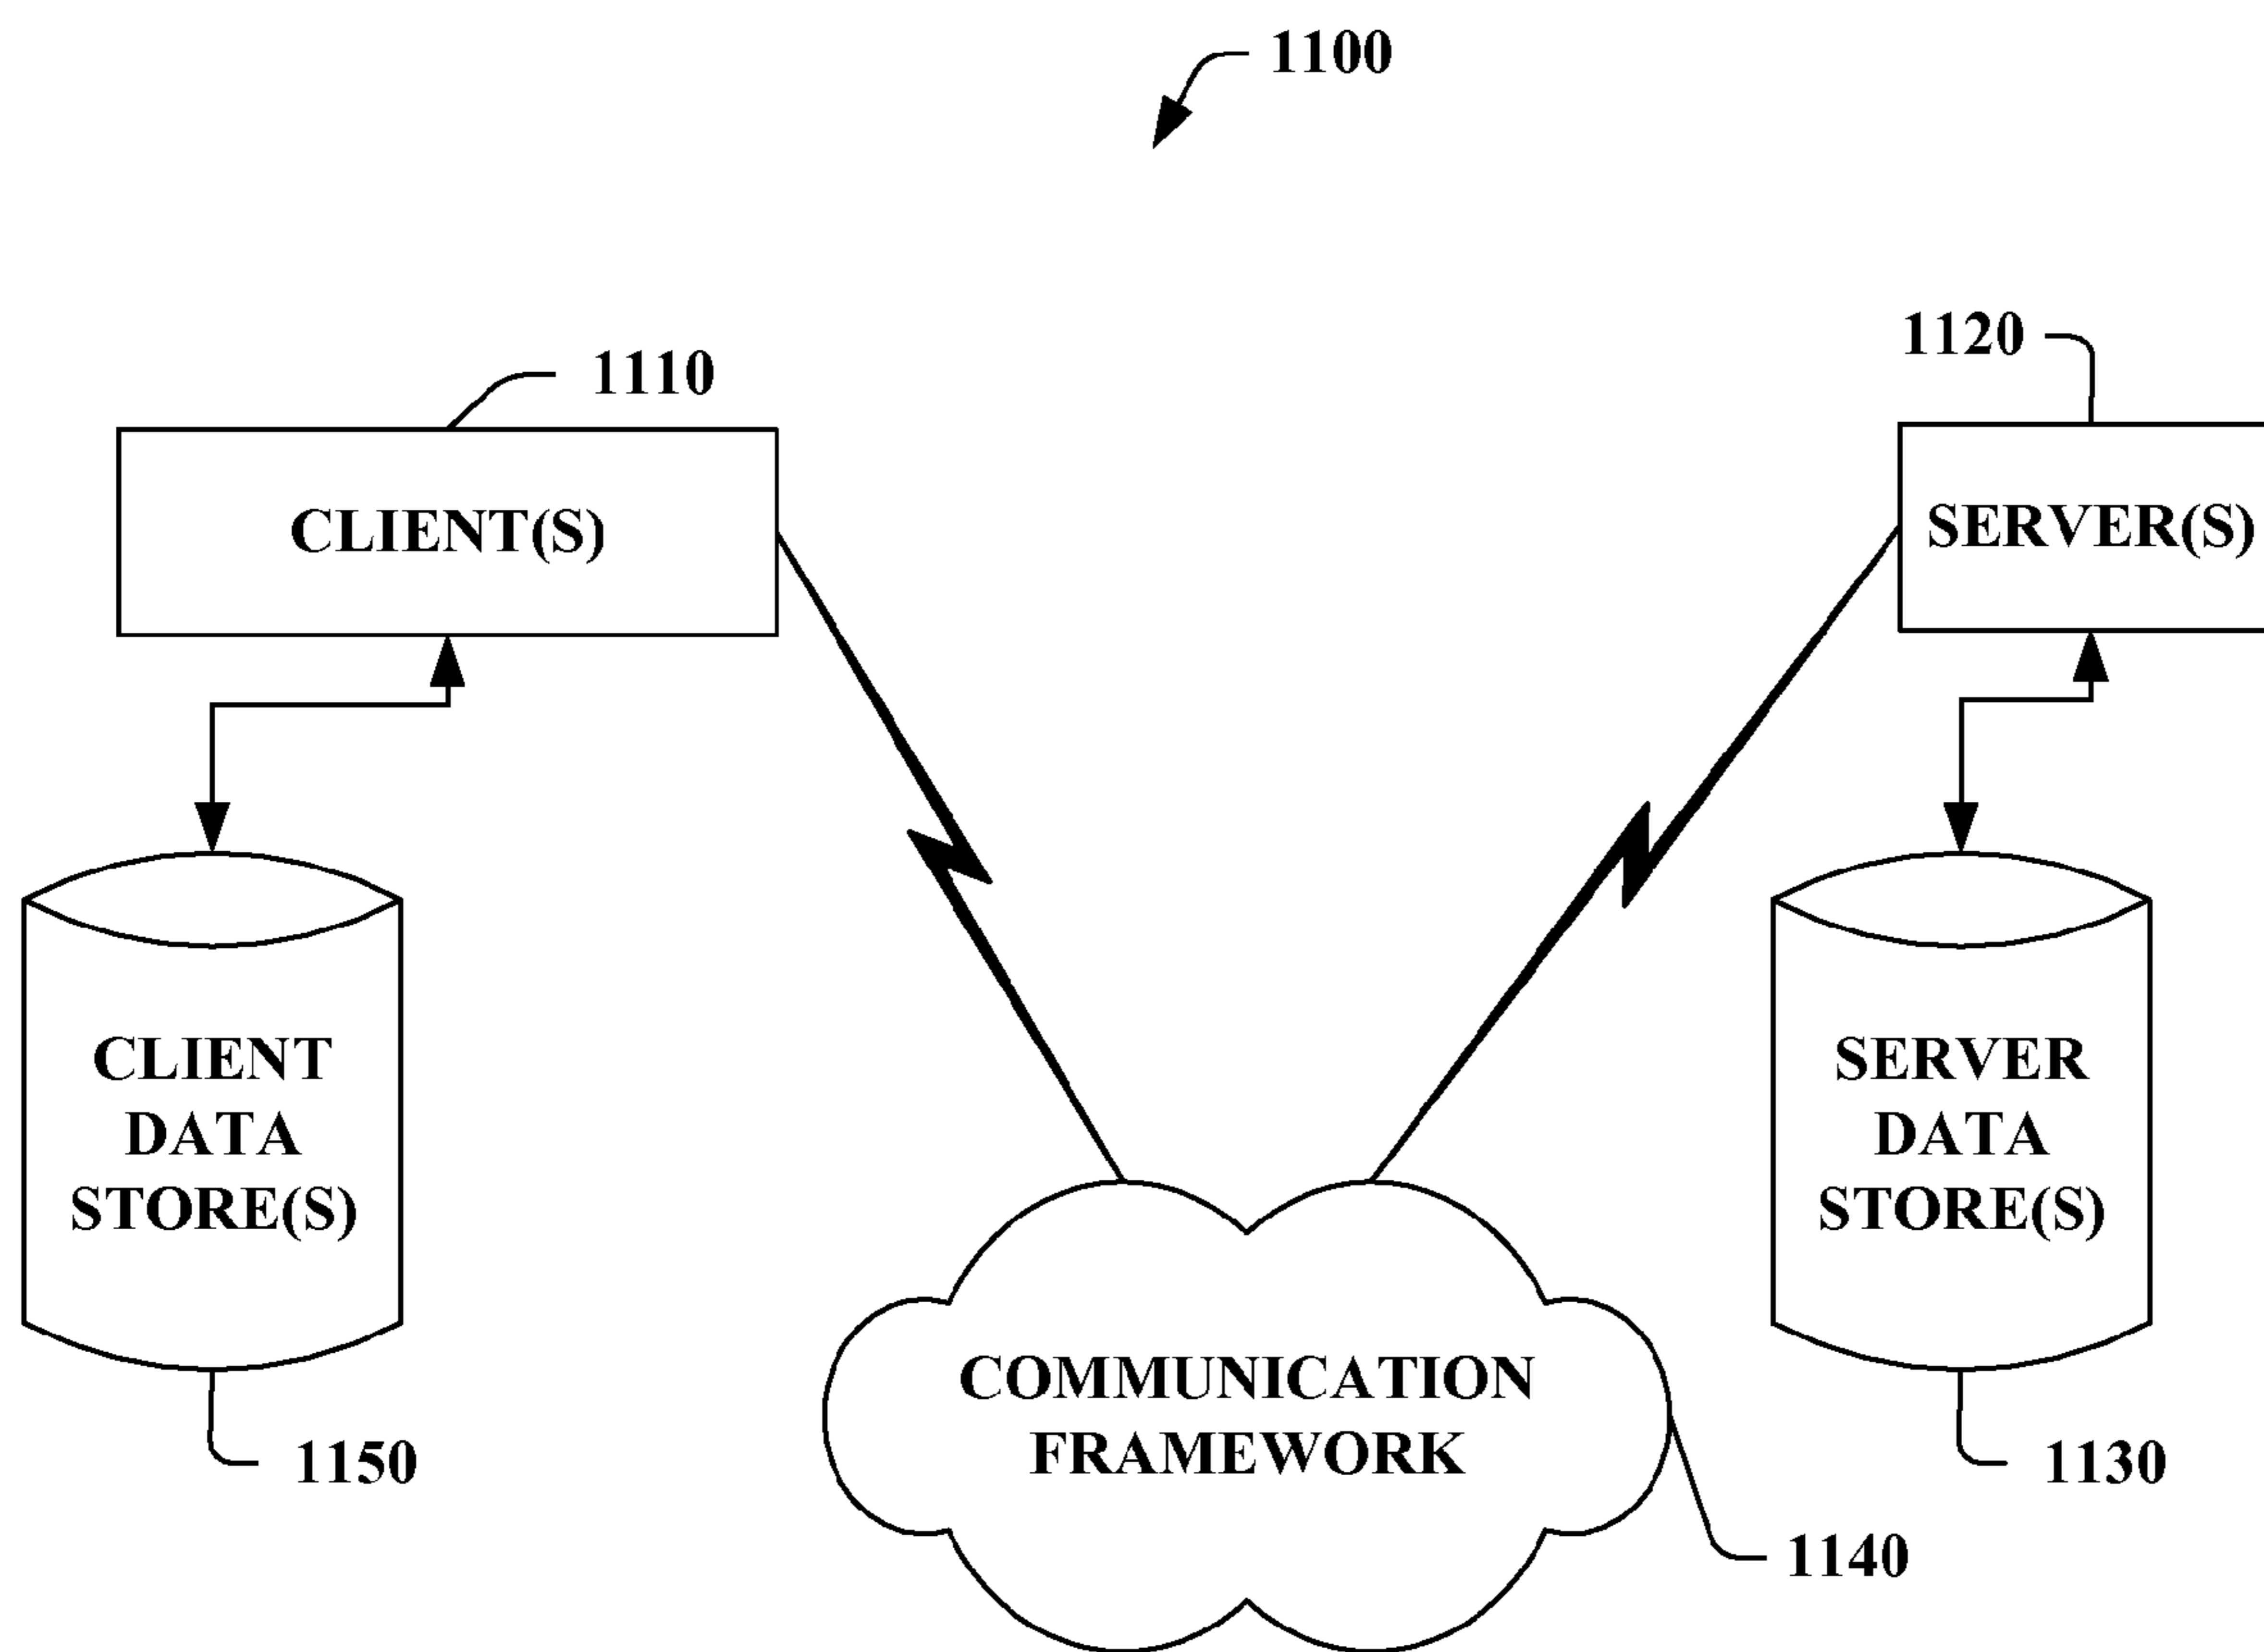 1100
1120
1110
CLIENT(S)
SERVER(S)
CLIENT
DATA
STORE(S)
SERVER
DATA
STORE(S)
COMMUNICATION
FRAMEWORK
1150
1130
1140